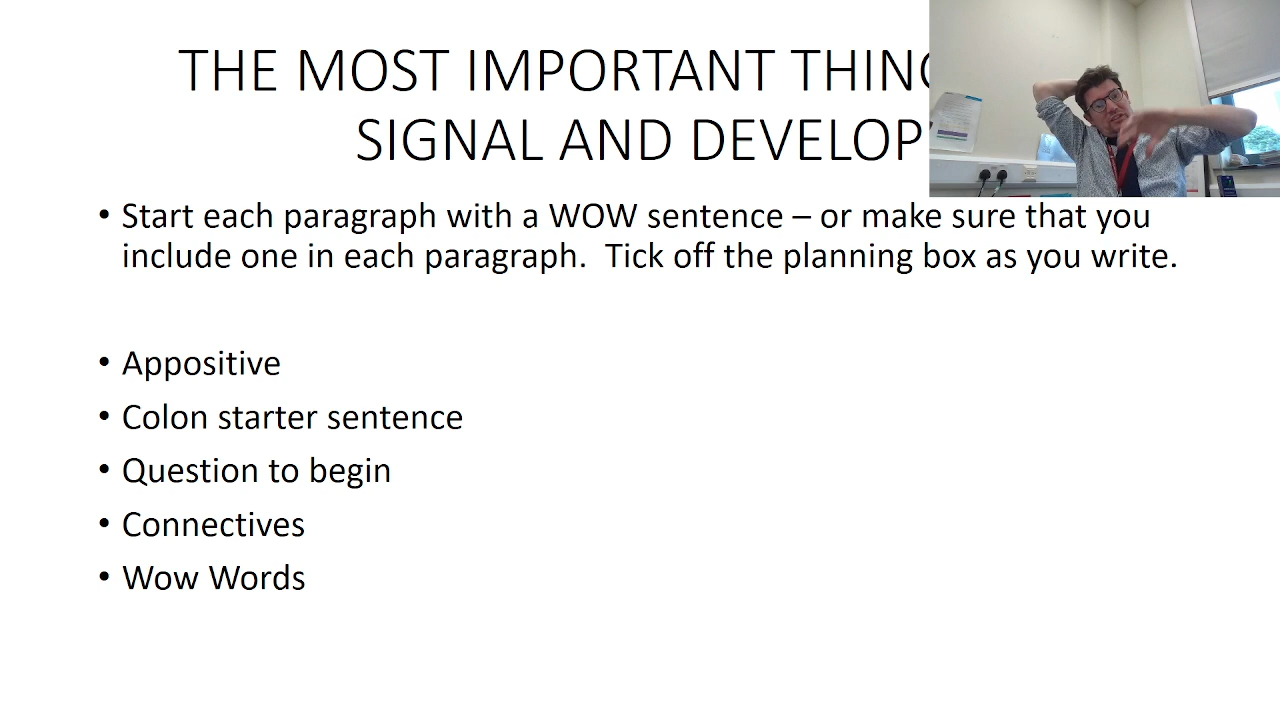 THE MOST IMPORTANT THING
SIGNAL AND DEVELOP
• Start each paragraph with a WOW sentence – or make sure that you
include one in each paragraph.  Tick off the planning box as you write.
• Appositive
• Colon starter sentence
• Question to begin
• Connectives
• Wow Words